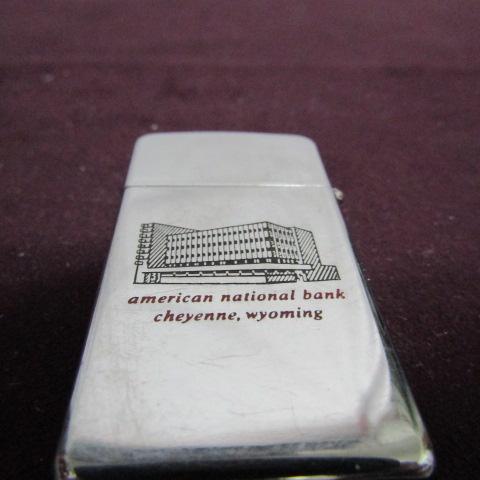 american national bank
cheyenne, wyoming